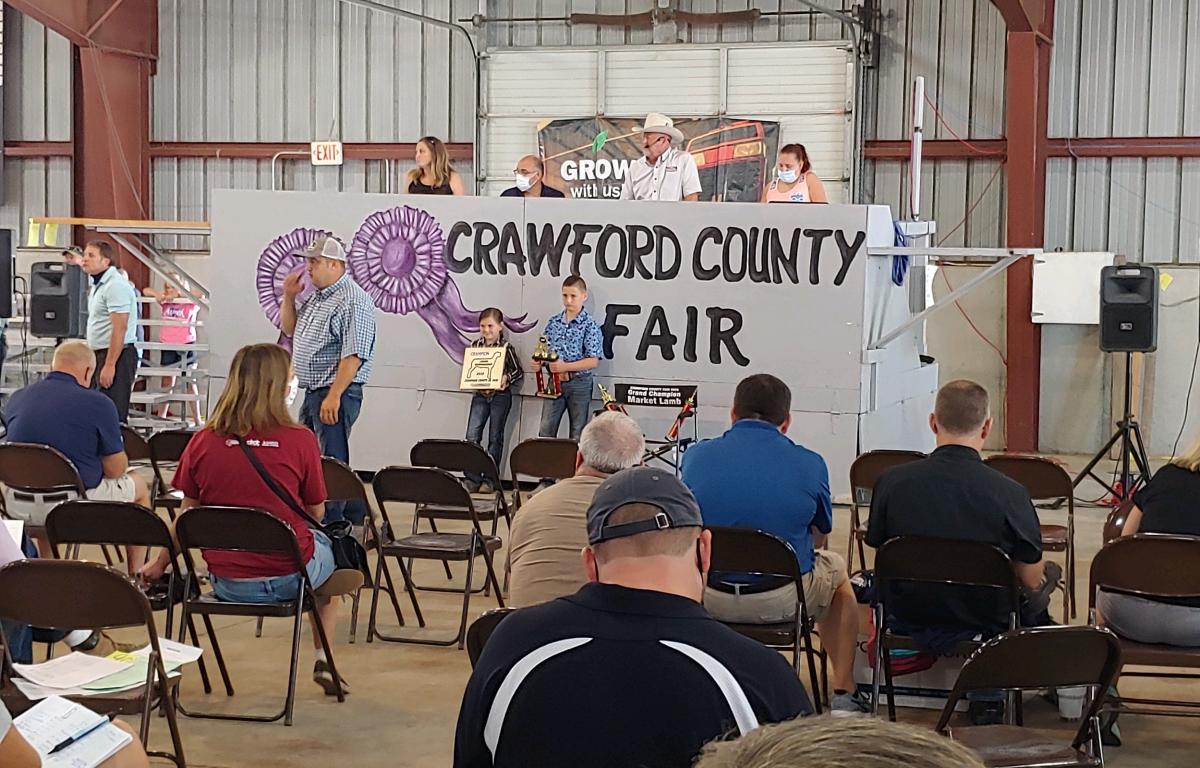 EXIT
GROW
with us
CRAWFORD COUNTY
FAIR
CHAMPION
Grand Champion
Market Lamb